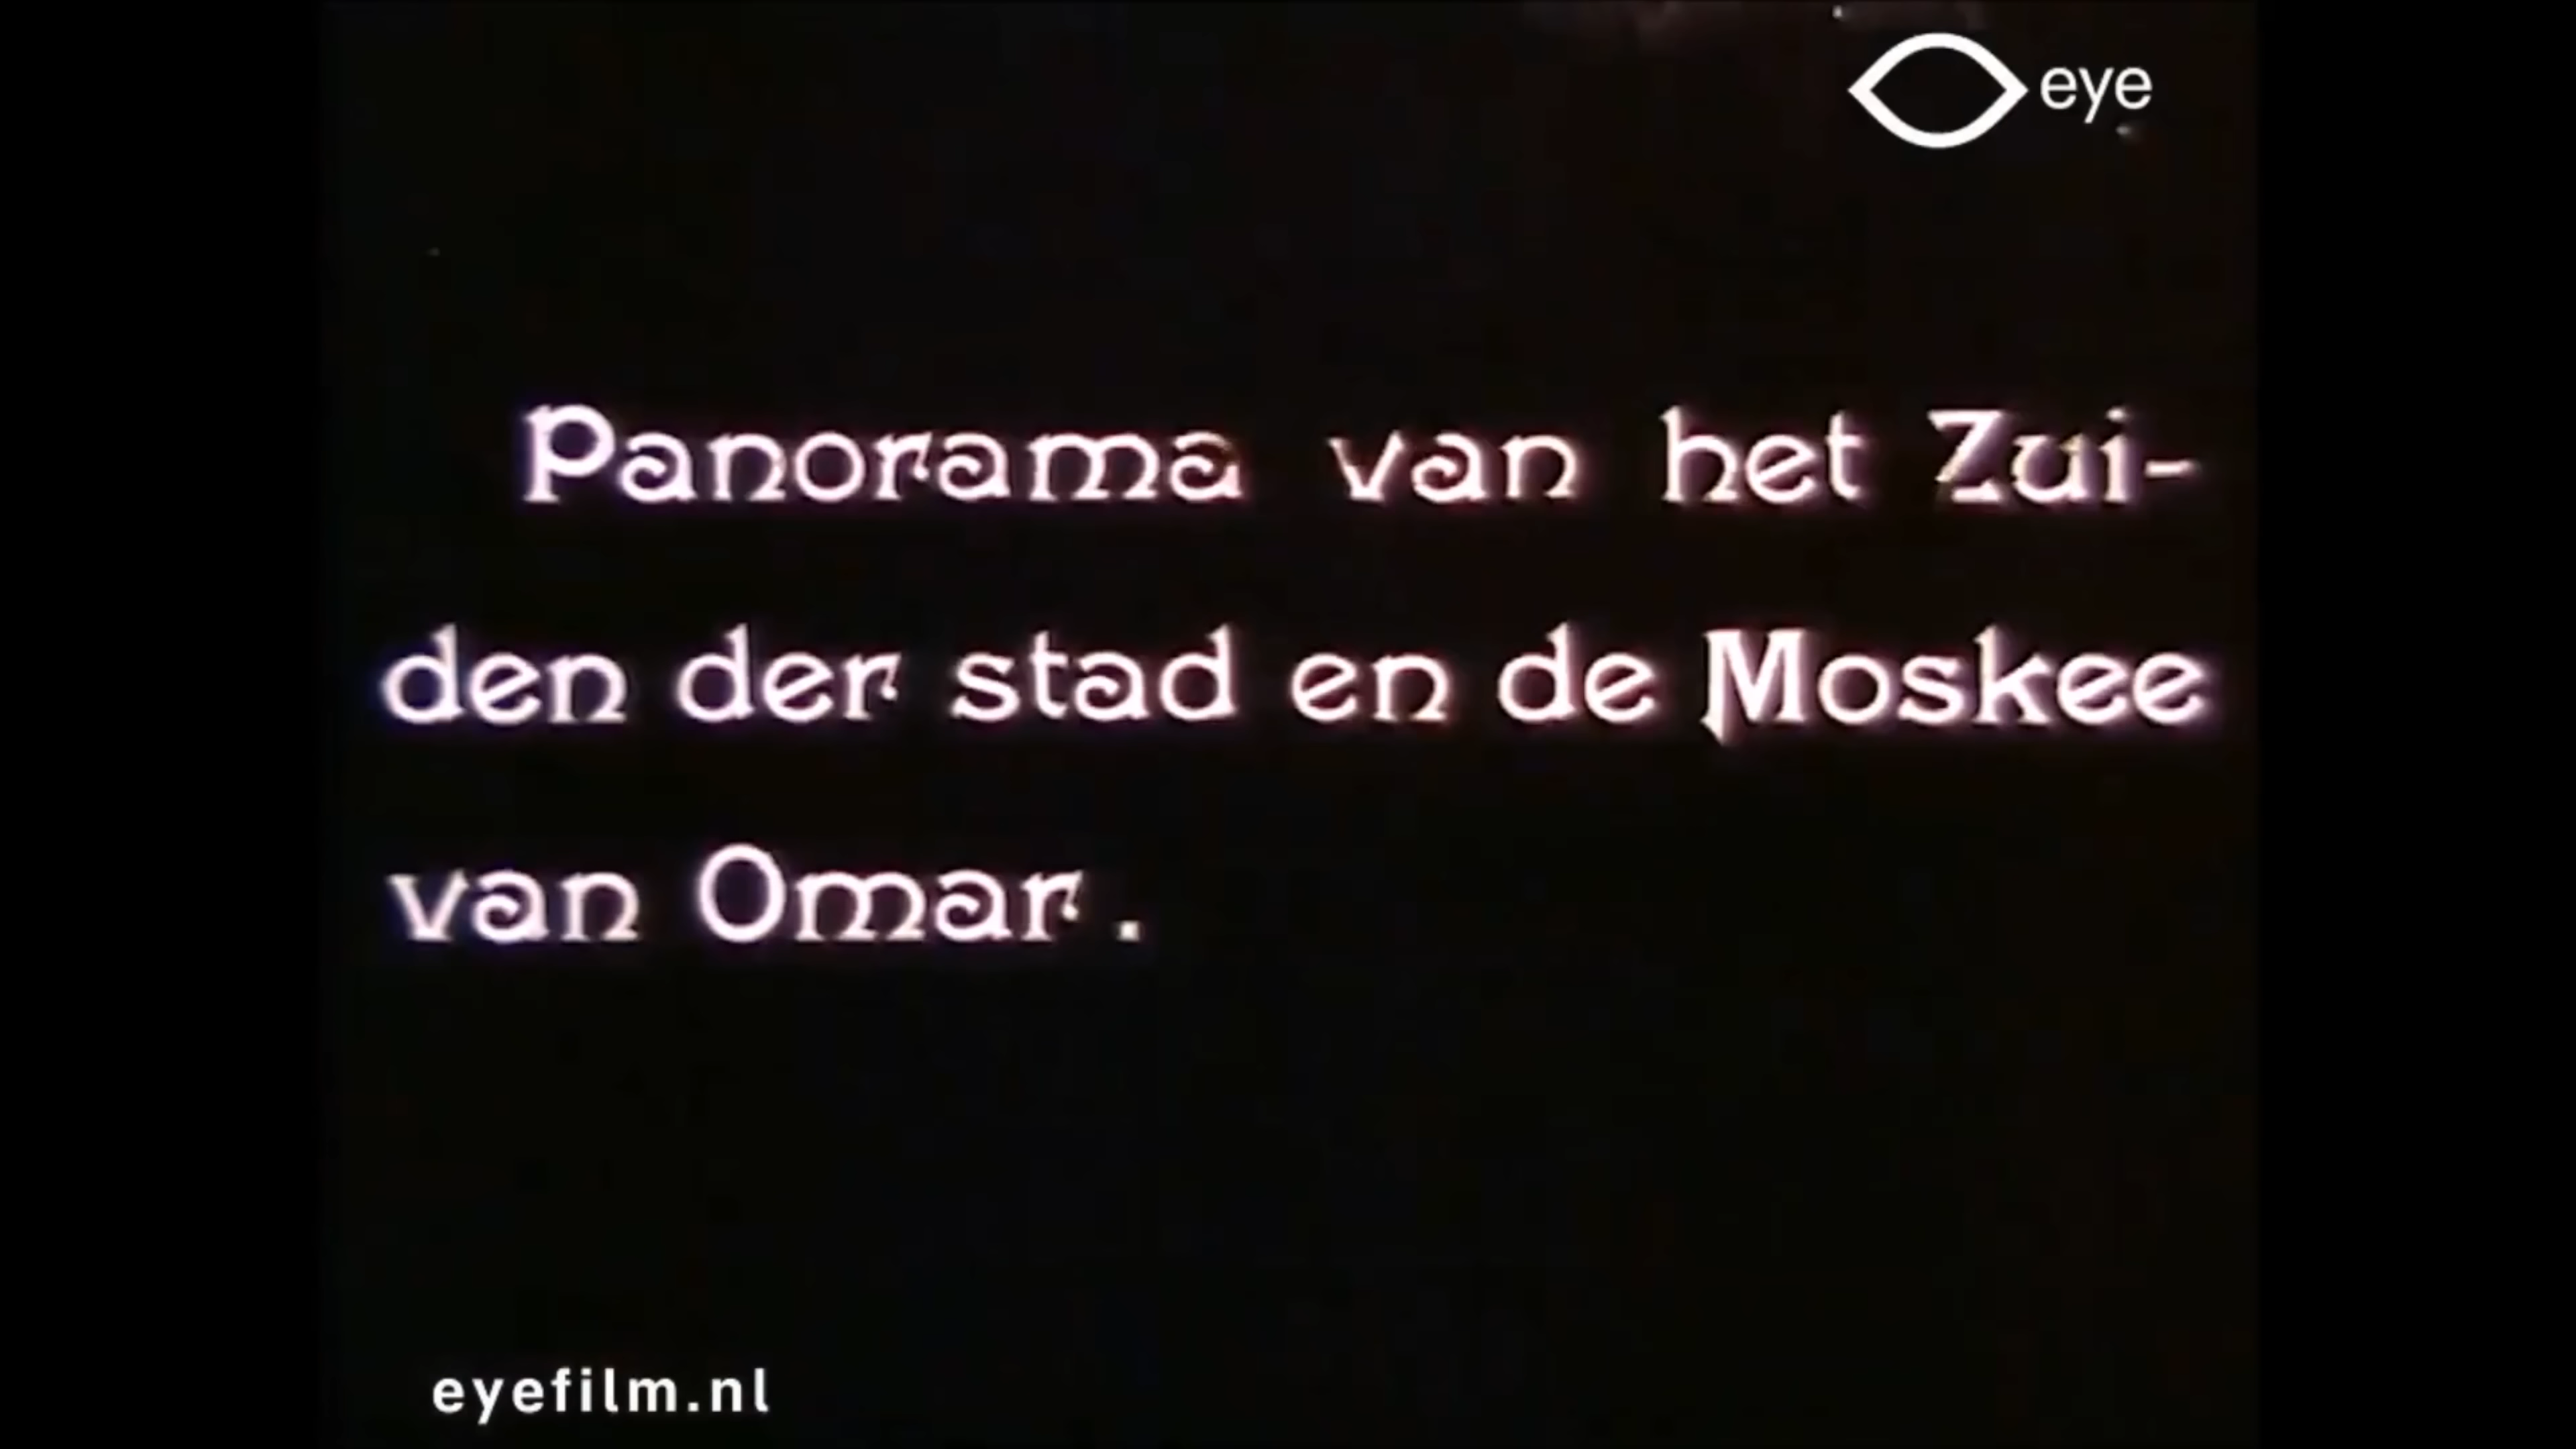 eye
Panorama van het Zui-
den der stad en de Moskee
van Omar.
eyefilm.nl